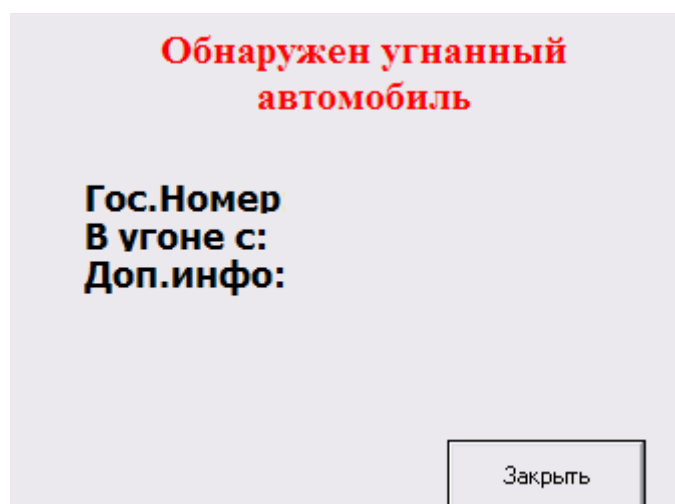 Обнаружен угнанный
автомобиль
Гос.Номер
В угоне с:
Доп.инфо:
Закрыть